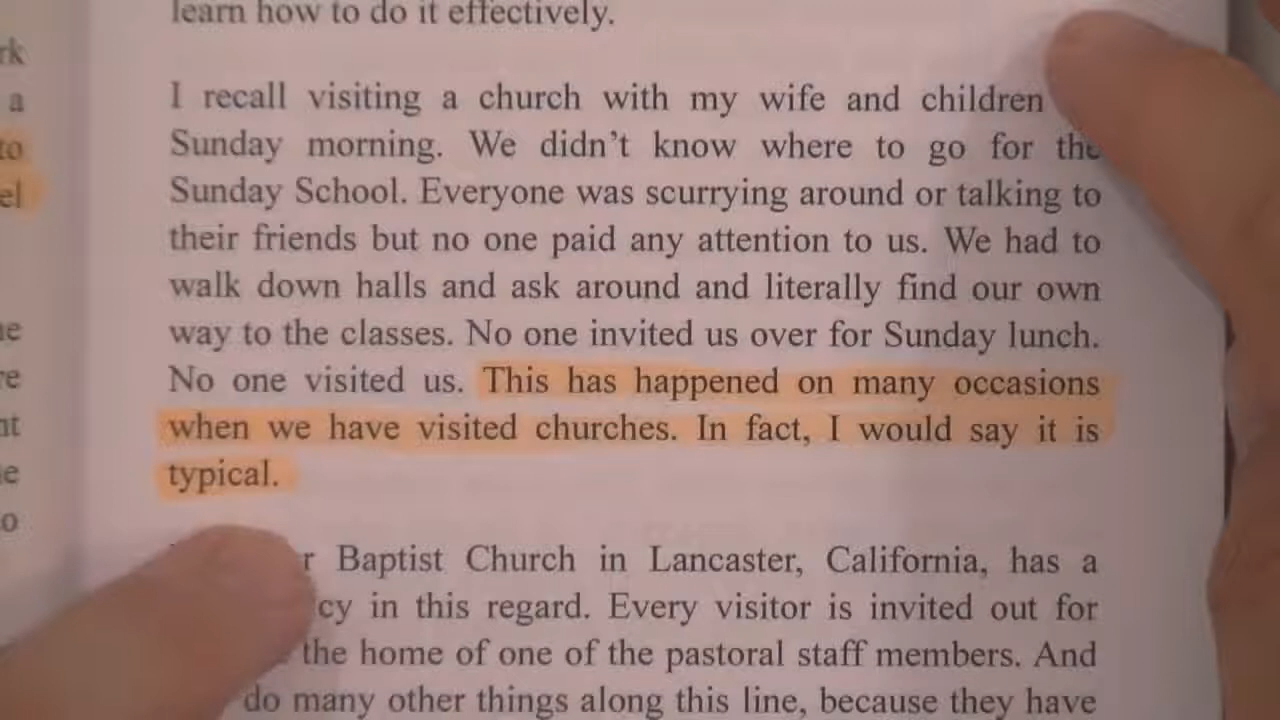 rk
a
to
el
ne
re
nt
e
o
learn how to do it effectively.
I recall visiting a church with my wife and children
Sunday morning. We didn't know where to go for the
Sunday School. Everyone was scurrying around or talking to
their friends but no one paid any attention to us. We had to
walk down halls and ask around and literally find our own
way to the classes. No one invited us over for Sunday lunch.
No one visited us. This has happened on many occasions
when we have visited churches. In fact, I would say it is
typical.
r Baptist Church in Lancaster, California, has a
cy in this regard. Every visitor is invited out for
the home of one of the pastoral staff members. And
do many other things along this line, because they have